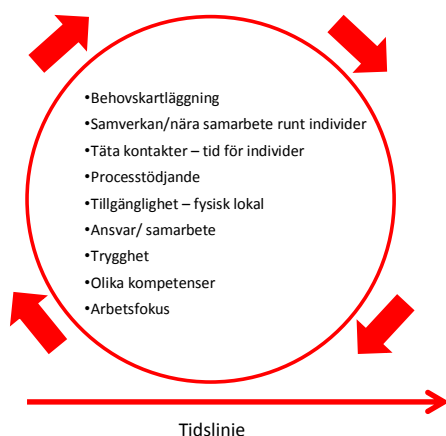 •Behovskartläggning
•Samverkan/nära samarbete runt individer
•Täta kontakter – tid för individer
•Processtödjande
•Tillgänglighet – fysisk lokal
•Ansvar/ samarbete
•Trygghet
•Olika kompetenser
•Arbetsfokus
Tidslinie